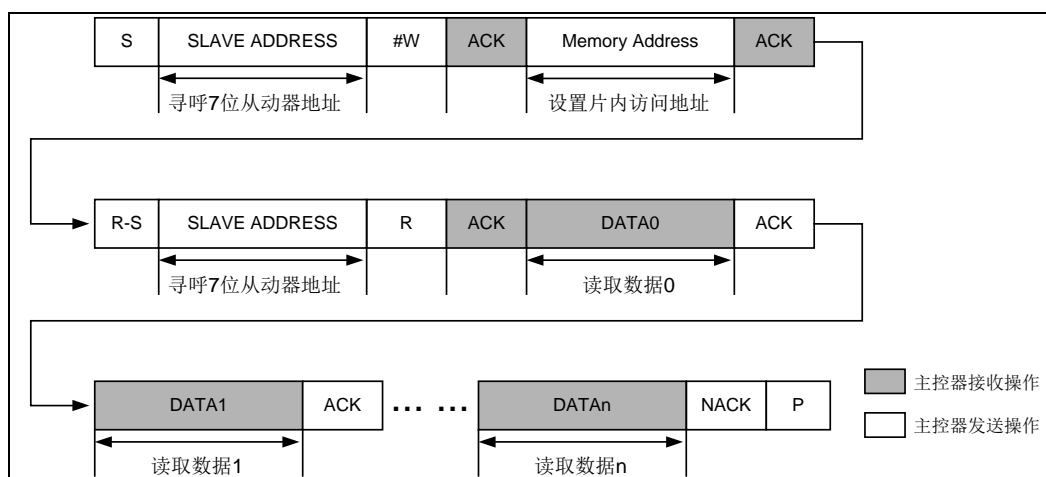 S SLAVE ADDRESS #W ACK Memory Address ACK
寻呼7位从动器地址 设置片内访问地址
R-S SLAVE ADDRESS R ACK DATA0 ACK
寻呼7位从动器地址 读取数据0
DATA1 ACK ... ... DATAn NACK P
读取数据1 读取数据n
主控器接收操作
主控器发送操作